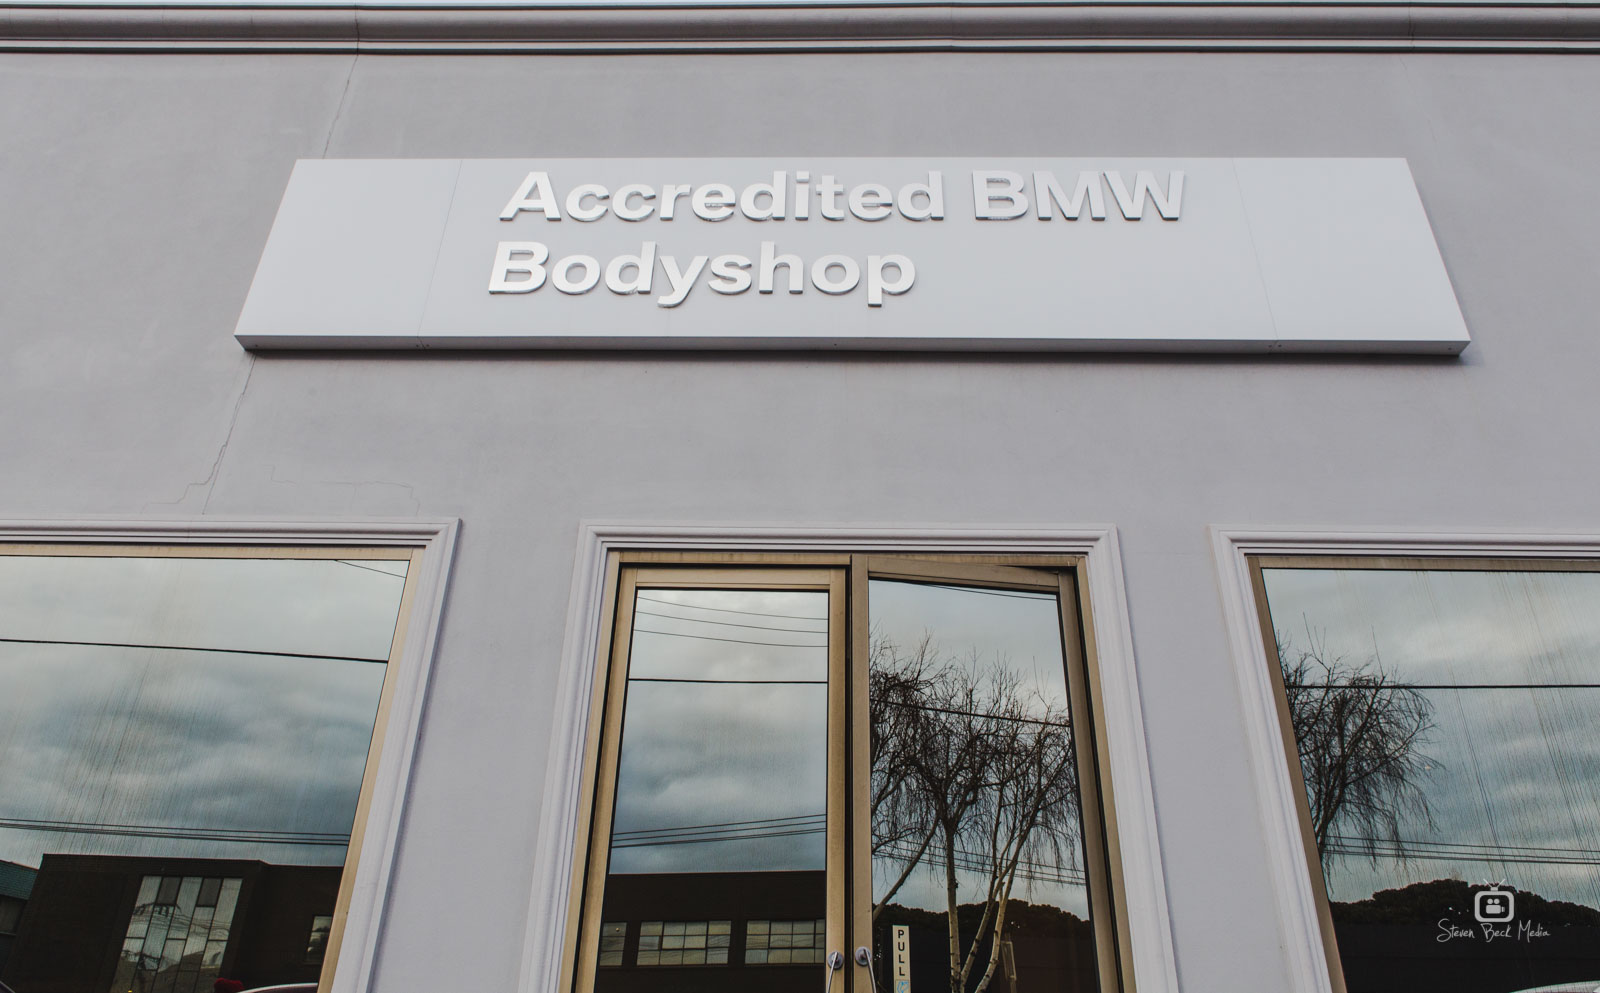 Accredited BMW
Bodyshop
PULL
Steven Beck Media